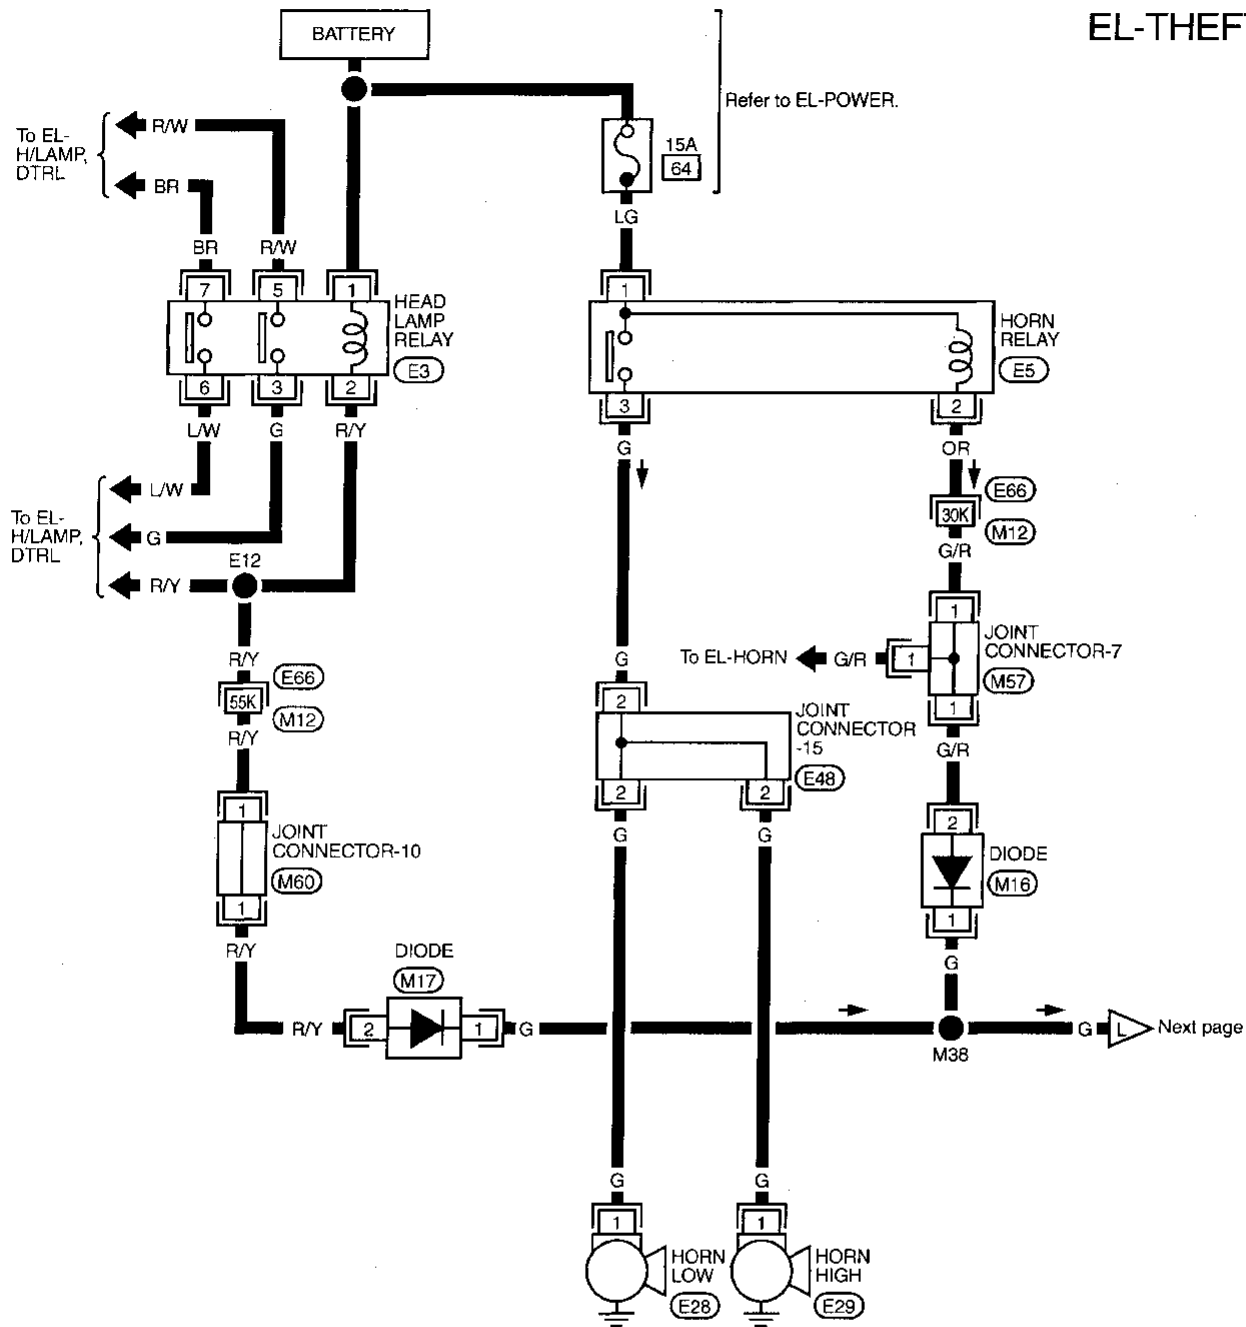 EL-THEF
BATTERY
Refer to EL-POWER.
To EL-
H/LAMP,
DTRL
R/W
BR
15A
64
LG
BR
R/W
7
5
1
HEAD
LAMP
RELAY
E3
6
3
2
L/W
G
R/Y
1
HORN
RELAY
E5
3
2
G
OR
E66
30K
M12
G/R
To EL-
H/LAMP,
DTRL
L/W
G
R/Y
E12
R/Y
E66
55K
M12
R/Y
1
JOINT
CONNECTOR-7
M57
To EL-HORN
G/R
1
1
G/R
G
2
JOINT
CONNECTOR
-15
E48
2
2
G
G
1
JOINT
CONNECTOR-10
M60
1
R/Y
2
DIODE
M16
1
G
DIODE
M17
R/Y
2
1
G
M38
G
L
Next page
G
G
1
HORN
LOW
E28
1
HORN
HIGH
E29